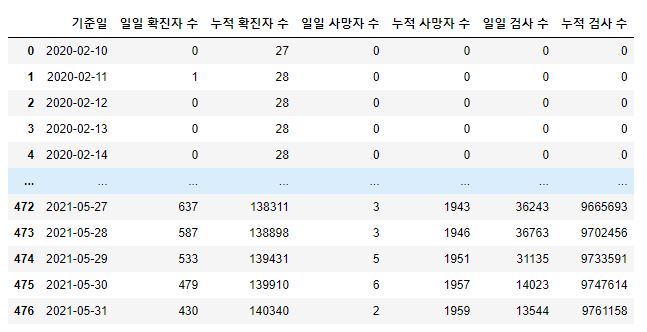 기준일 일일 확진자 수 누적 확진자 수 일일 사망자 수 누적 사망자 수 일일 검사 수 누적 검사 수
0 2020-02-10 0 27 0 0 0 0
1 2020-02-11 1 28 0 0 0 0
2 2020-02-12 0 28 0 0 0 0
3 2020-02-13 0 28 0 0 0 0
4 2020-02-14 0 28 0 0 0 0
... ... ... ... ... ... ... ...
472 2021-05-27 637 138311 3 1943 36243 9665693
473 2021-05-28 587 138898 3 1946 36763 9702456
474 2021-05-29 533 139431 5 1951 31135 9733591
475 2021-05-30 479 139910 6 1957 14023 9747614
476 2021-05-31 430 140340 2 1959 13544 9761158